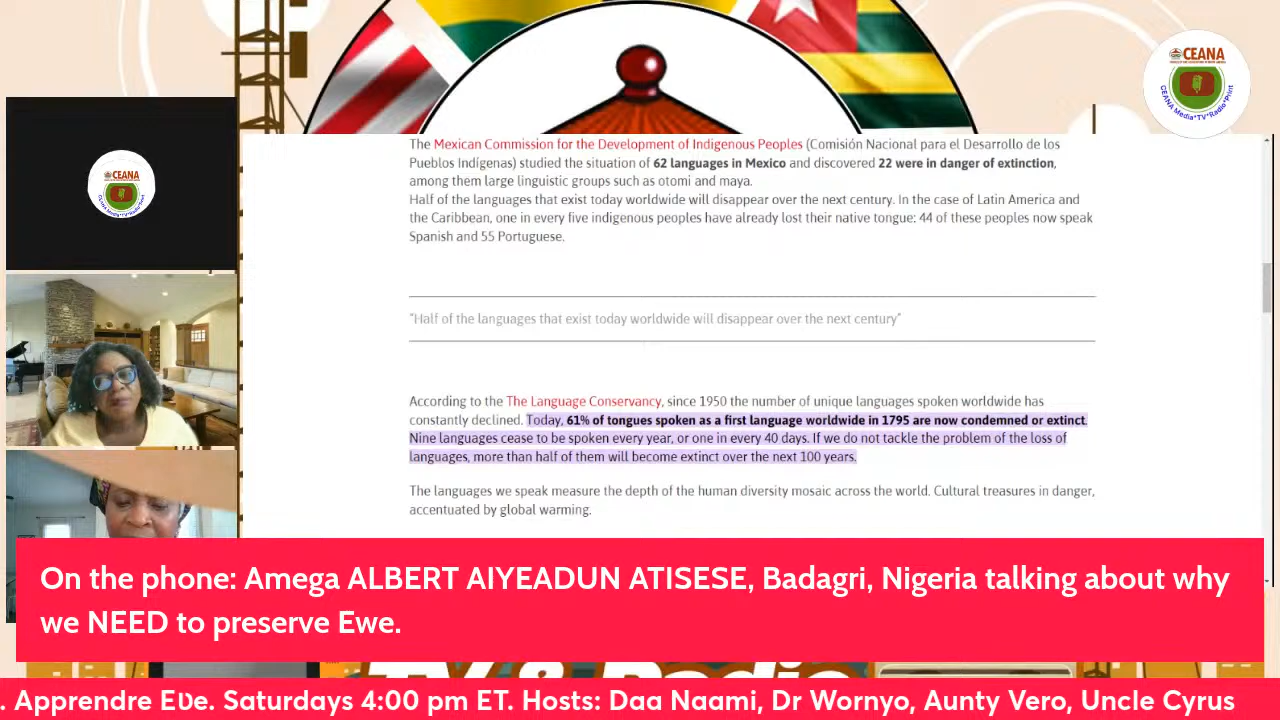 CEANA
CEANA Media*TV*Radio*Print
CEANA
The Mexican Commission for the Development of Indigenous Peoples (Comisión Nacional para el Desarrollo de los
Pueblos Indígenas) studied the situation of 62 languages in Mexico and discovered 22 were in danger of extinction,
among them large linguistic groups such as otomi and maya.
Half of the languages that exist today worldwide will disappear over the next century. In the case of Latin America and
the Caribbean, one in every five indigenous peoples have already lost their native tongue: 44 of these peoples now speak
Spanish and 55 Portuguese.
"Half of the languages that exist today worldwide will disappear over the next century"
According to the The Language Conservancy, since 1950 the number of unique languages spoken worldwide has
constantly declined. Today, 61% of tongues spoken as a first language worldwide in 1795 are now condemned or extinct.
Nine languages cease to be spoken every year, or one in every 40 days. If we do not tackle the problem of the loss of
languages, more than half of them will become extinct over the next 100 years.
The languages we speak measure the depth of the human diversity mosaic across the world. Cultural treasures in danger,
accentuated by global warming.
On the phone: Amega ALBERT AIYEADUN ATISESE, Badagri, Nigeria talking about why
we NEED to preserve Ewe.
TV & Radio
. Apprendre Eʋe. Saturdays 4:00 pm ET. Hosts: Daa Naami, Dr Wornyo, Aunty Vero, Uncle Cyrus